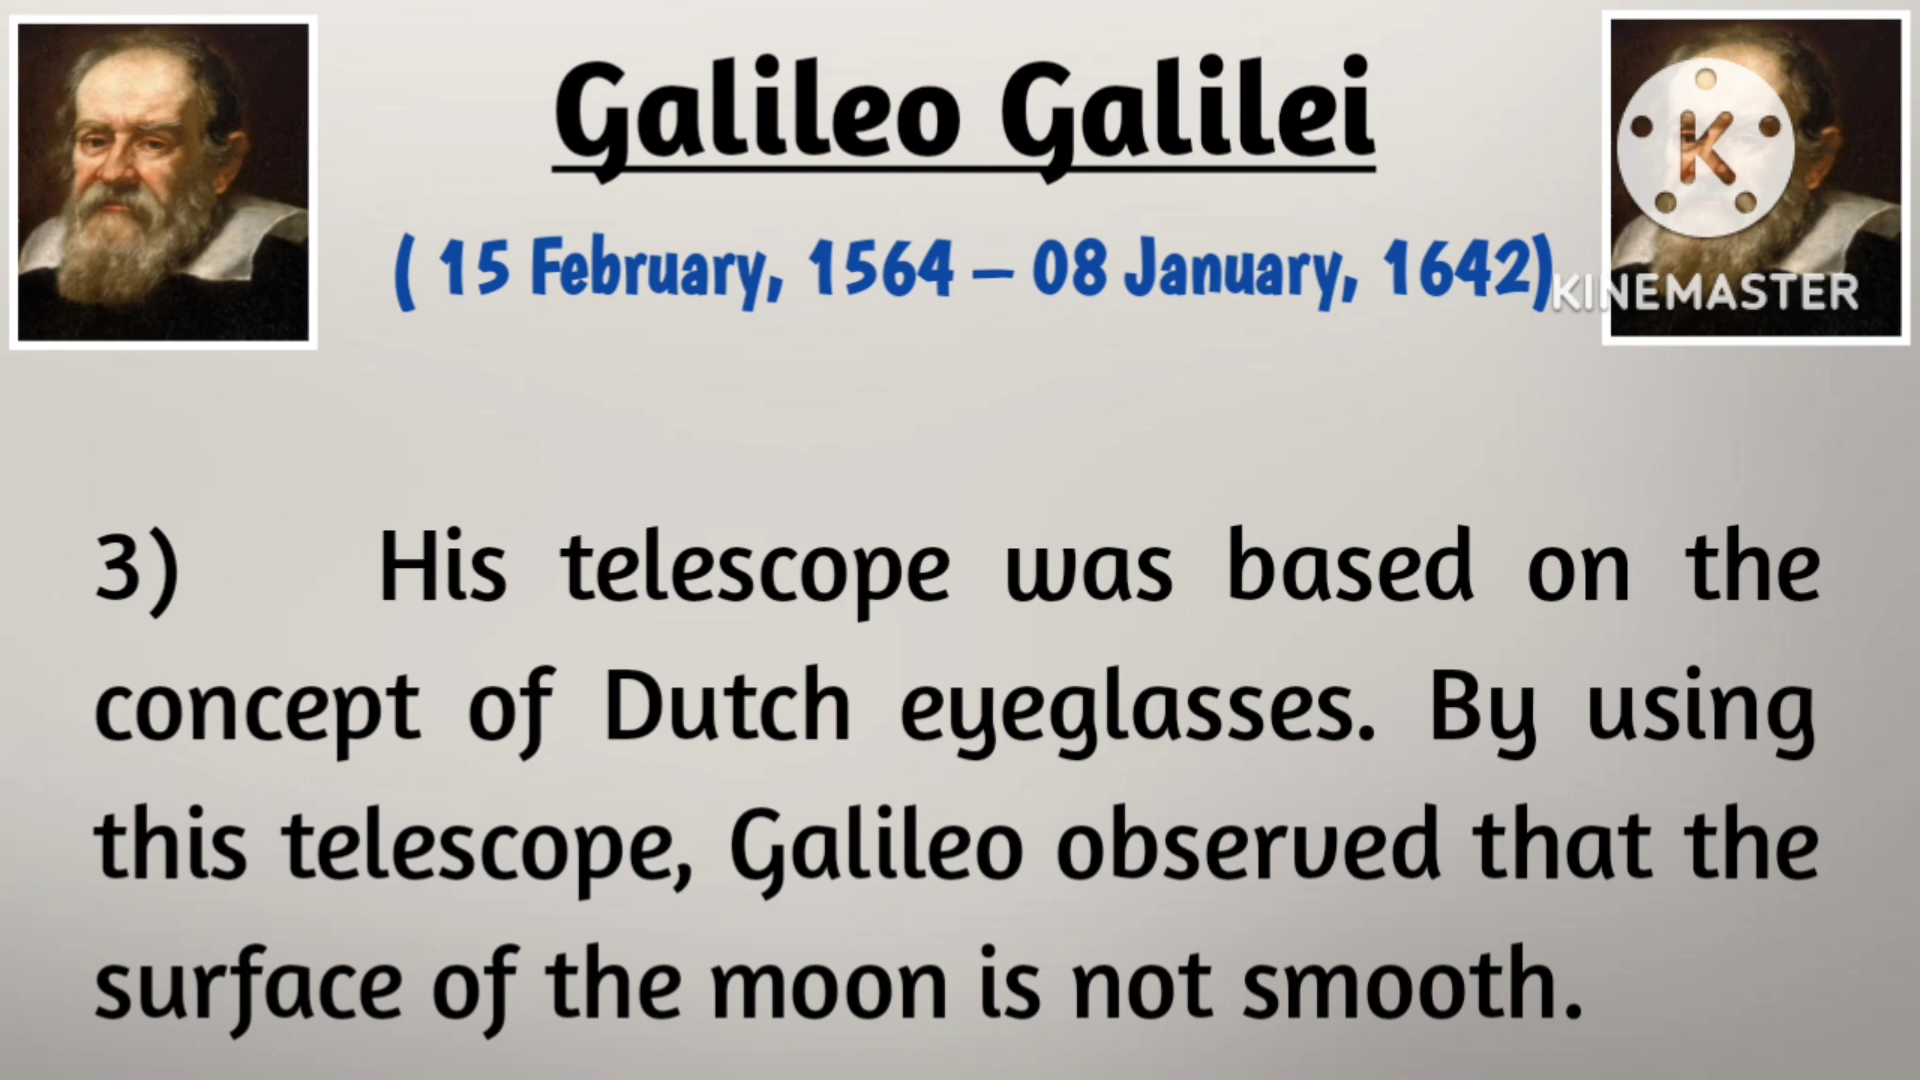 Galileo Galilei
( 15 February, 1564 – 08 January, 1642)
K
KINEMASTER
3) His telescope was based on the
concept of Dutch eyeglasses. By using
this telescope, Galileo observed that the
surface of the moon is not smooth.